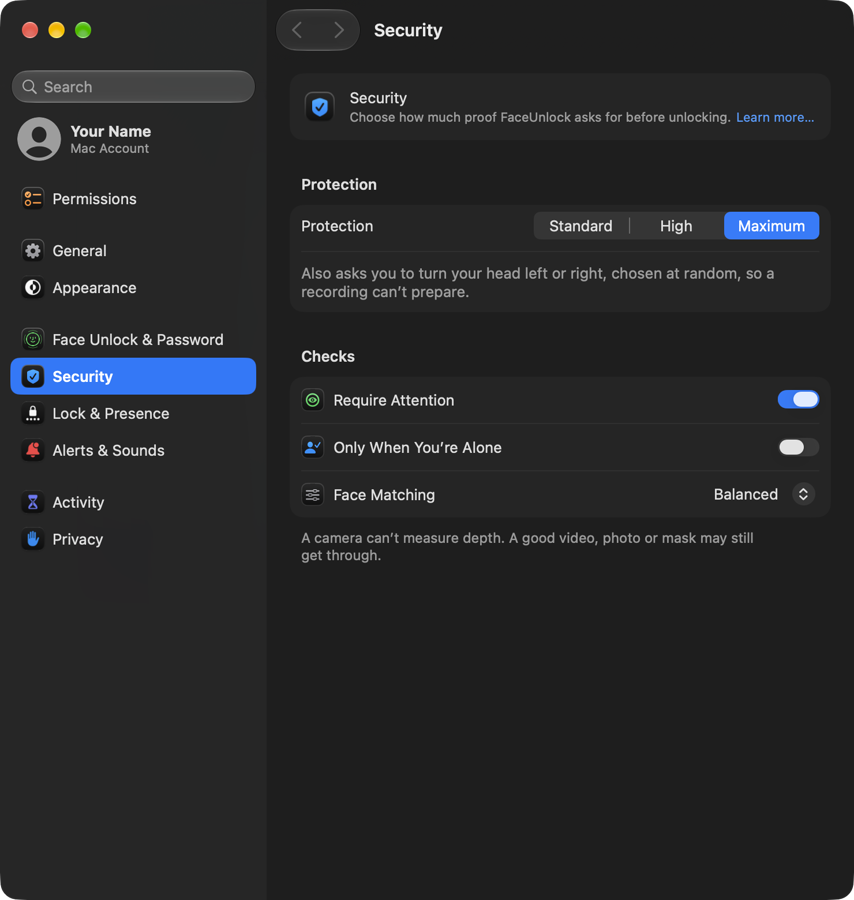 Security
Search
Your Name
Mac Account
Permissions
General
Appearance
Face Unlock & Password
Security
Lock & Presence
Alerts & Sounds
Activity
Privacy
Security
Choose how much proof FaceUnlock asks for before unlocking. Learn more...
Protection
Protection
Standard
High
Maximum
Also asks you to turn your head left or right, chosen at random, so a
recording can’t prepare.
Checks
Require Attention
Only When You’re Alone
Face Matching
Balanced
A camera can’t measure depth. A good video, photo or mask may still
get through.